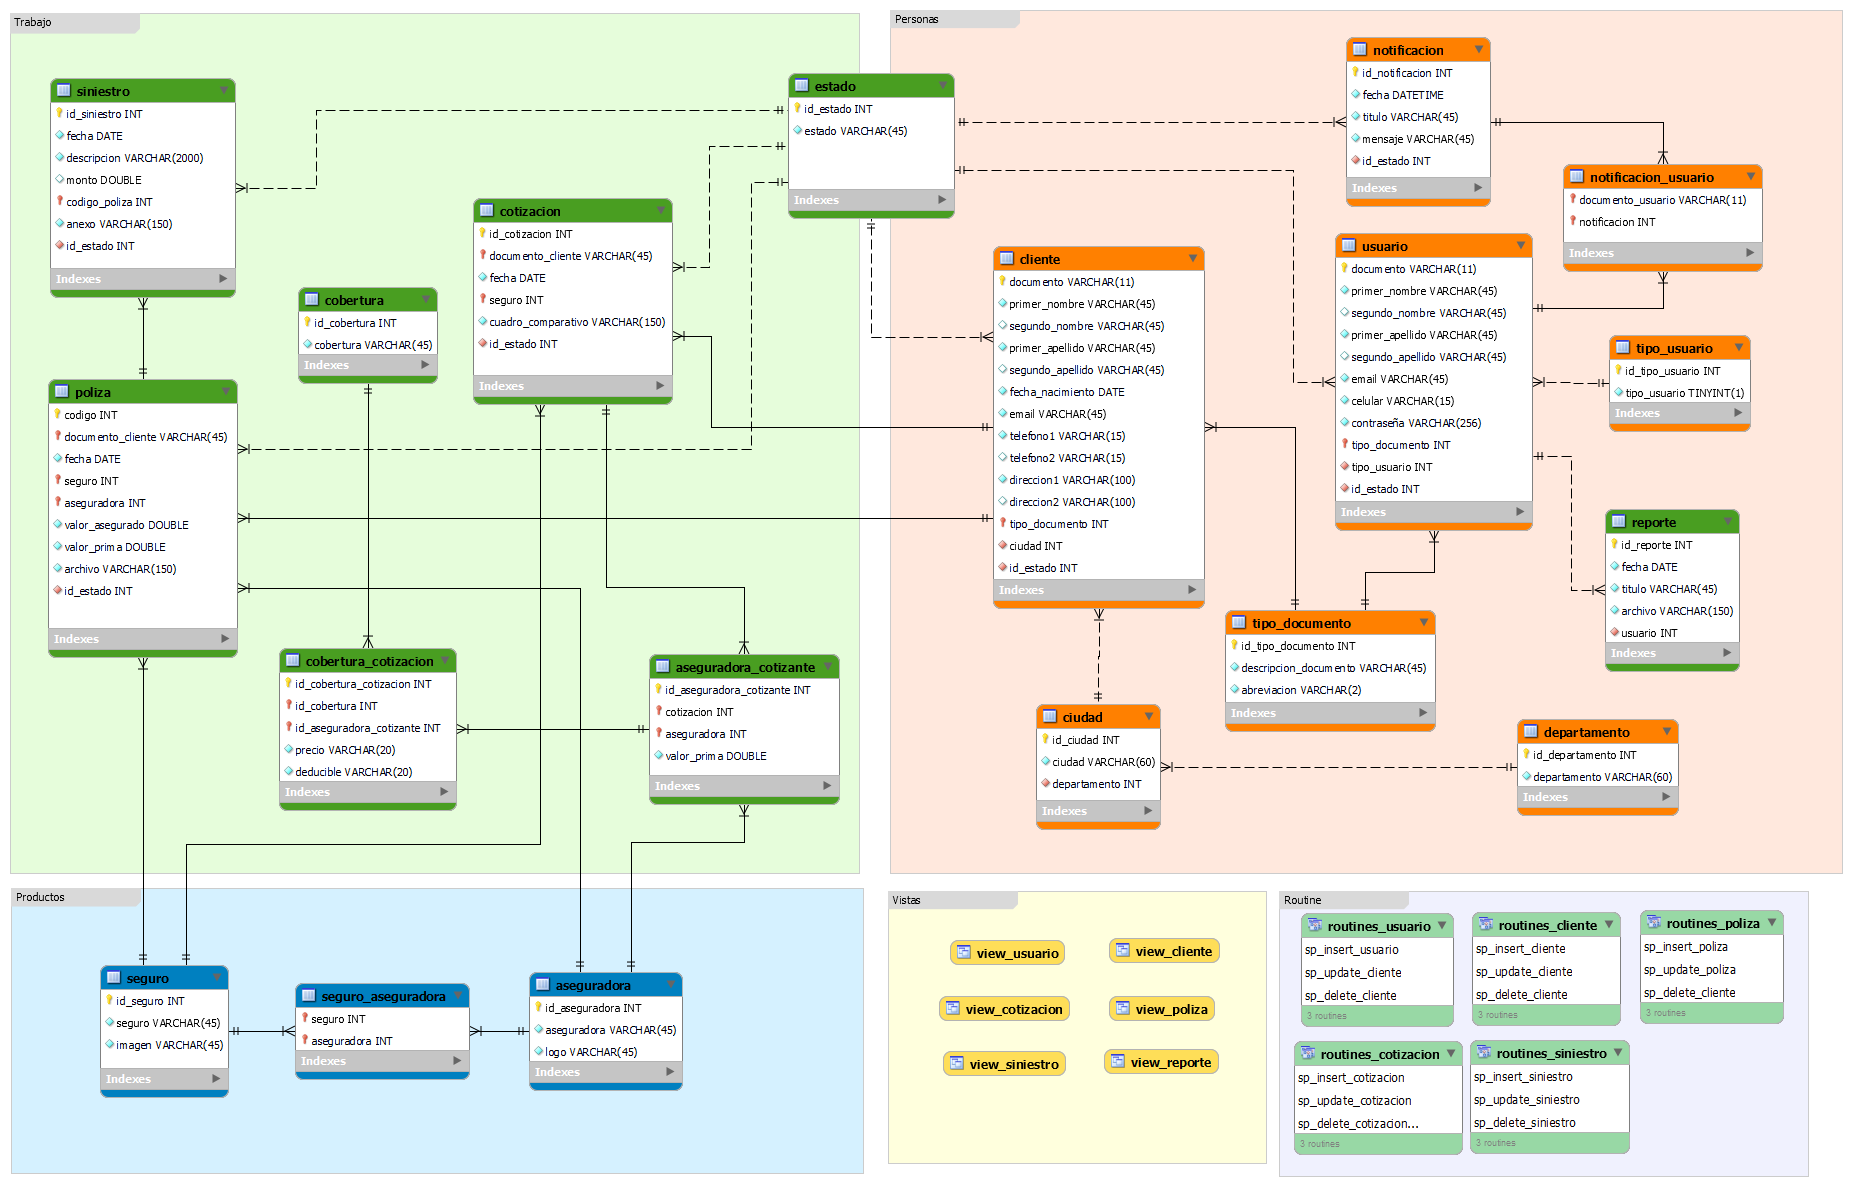 Trabajo
siniestro
id_siniestro INT
fecha DATE
descripcion VARCHAR(2000)
monto DOUBLE
codigo_poliza INT
anexo VARCHAR(150)
id_estado INT
Indexes
cobertura
id_cobertura INT
cobertura VARCHAR(45)
Indexes
cotizacion
id_cotizacion INT
documento_cliente VARCHAR(45)
fecha DATE
seguro INT
cuadro_comparativo VARCHAR(150)
id_estado INT
Indexes
estado
id_estado INT
estado VARCHAR(45)
Indexes
poliza
codigo INT
documento_cliente VARCHAR(45)
fecha DATE
seguro INT
aseguradora INT
valor_asegurado DOUBLE
valor_prima DOUBLE
archivo VARCHAR(150)
id_estado INT
Indexes
cobertura_cotizacion
id_cobertura_cotizacion INT
id_cobertura INT
id_aseguradora_cotizante INT
precio VARCHAR(20)
deducible VARCHAR(20)
Indexes
aseguradora_cotizante
id_aseguradora_cotizante INT
cotizacion INT
aseguradora INT
valor_prima DOUBLE
Indexes
Personas
notificacion
id_notificacion INT
fecha DATETIME
titulo VARCHAR(45)
mensaje VARCHAR(45)
id_estado INT
Indexes
notificacion_usuario
documento_usuario VARCHAR(11)
notificacion INT
Indexes
cliente
documento VARCHAR(11)
primer_nombre VARCHAR(45)
segundo_nombre VARCHAR(45)
primer_apellido VARCHAR(45)
segundo_apellido VARCHAR(45)
fecha_nacimiento DATE
email VARCHAR(45)
telefono1 VARCHAR(15)
telefono2 VARCHAR(15)
direccion1 VARCHAR(100)
direccion2 VARCHAR(100)
tipo_documento INT
ciudad INT
id_estado INT
Indexes
usuario
documento VARCHAR(11)
primer_nombre VARCHAR(45)
segundo_nombre VARCHAR(45)
primer_apellido VARCHAR(45)
segundo_apellido VARCHAR(45)
email VARCHAR(45)
celular VARCHAR(15)
contraseña VARCHAR(256)
tipo_documento INT
tipo_usuario INT
id_estado INT
Indexes
tipo_usuario
id_tipo_usuario INT
tipo_usuario TINYINT(1)
Indexes
reporte
id_reporte INT
fecha DATE
titulo VARCHAR(45)
archivo VARCHAR(150)
usuario INT
Indexes
tipo_documento
id_tipo_documento INT
descripcion_documento VARCHAR(45)
abreviacion VARCHAR(2)
Indexes
ciudad
id_ciudad INT
ciudad VARCHAR(60)
departamento INT
Indexes
departamento
id_departamento INT
departamento VARCHAR(60)
Indexes
Productos
seguro
id_seguro INT
seguro VARCHAR(45)
imagen VARCHAR(45)
Indexes
seguro_aseguradora
seguro INT
aseguradora INT
Indexes
aseguradora
id_aseguradora INT
aseguradora VARCHAR(45)
logo VARCHAR(45)
Indexes
Vistas
view_usuario
view_cliente
view_cotizacion
view_poliza
view_siniestro
view_reporte
Routine
routines_usuario
sp_insert_usuario
sp_update_cliente
sp_delete_cliente
3 routines
routines_cliente
sp_insert_cliente
sp_update_cliente
sp_delete_cliente
3 routines
routines_poliza
sp_insert_poliza
sp_update_poliza
sp_delete_cliente
3 routines
routines_cotizacion
sp_insert_cotizacion
sp_update_cotizacion
sp_delete_cotizacion...
3 routines
routines_siniestro
sp_insert_siniestro
sp_update_siniestro
sp_delete_siniestro
3 routines